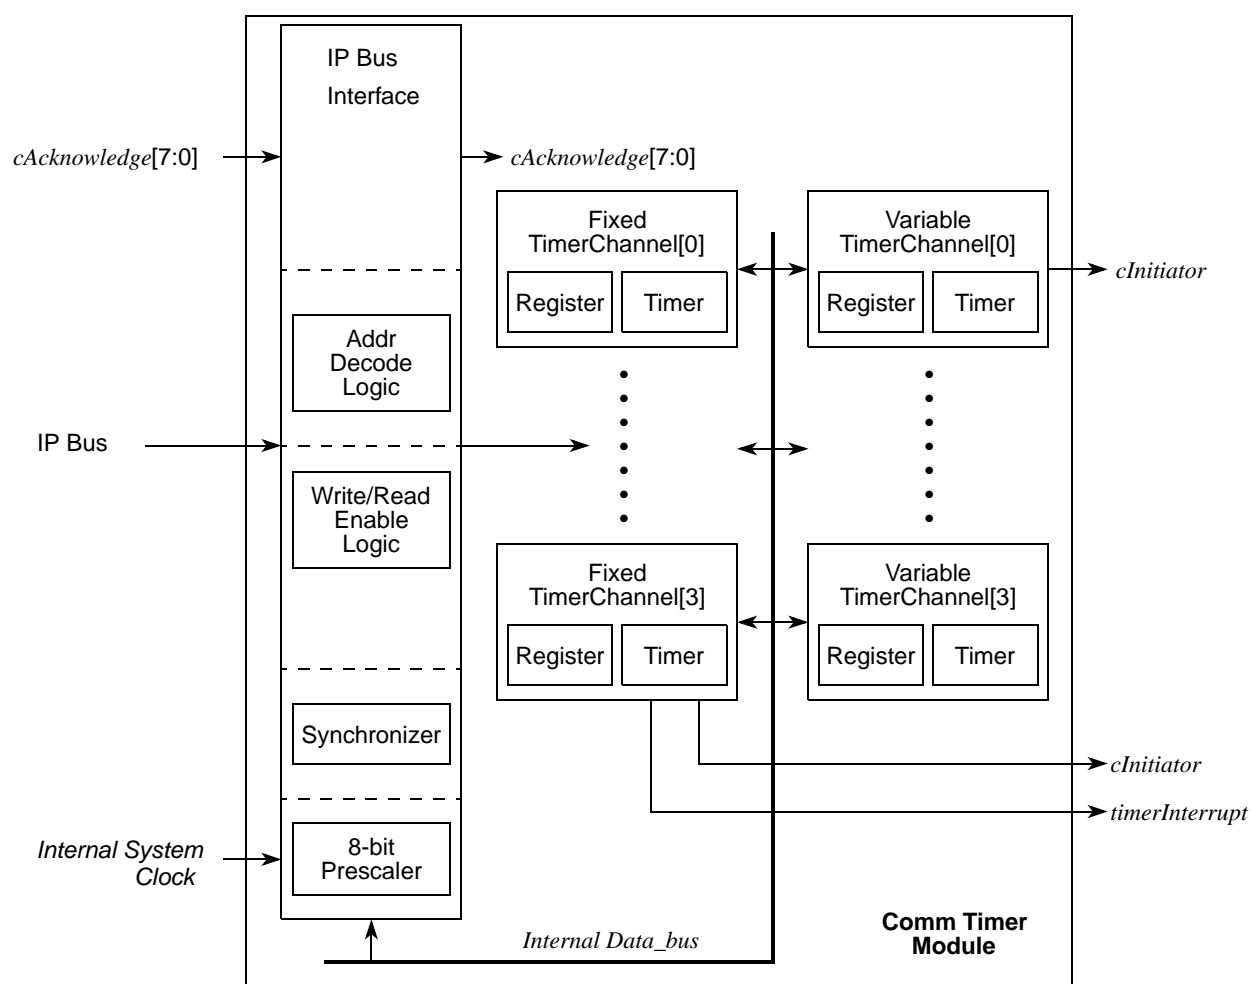 IP Bus
Interface
cAcknowledge[7:0]
cAcknowledge[7:0]
Fixed
TimerChannel[0]
Register
Timer
Variable
TimerChannel[0]
Register
Timer
cInitiator
Addr
Decode
Logic
IP Bus
Write/Read
Enable
Logic
Fixed
TimerChannel[3]
Register
Timer
Variable
TimerChannel[3]
Register
Timer
Synchronizer
cInitiator
timerInterrupt
Internal System
Clock
8-bit
Prescaler
Internal Data_bus
Comm Timer
Module